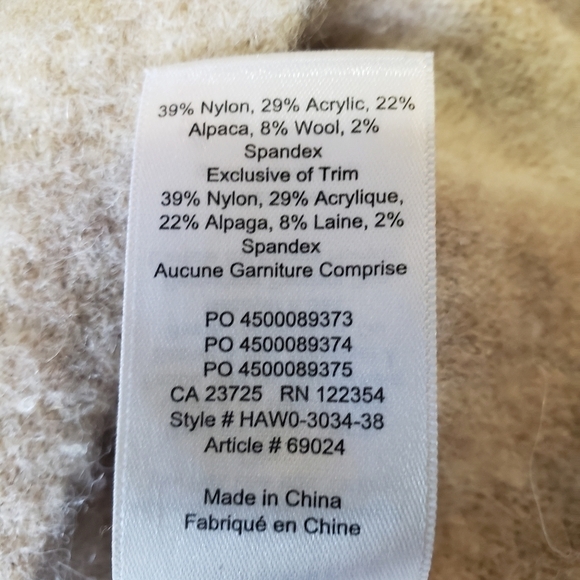 39% Nylon, 29% Acrylic, 22%
Alpaca, 8% Wool, 2%
Spandex
Exclusive of Trim
39% Nylon, 29% Acrylique,
22% Alpaga, 8% Laine, 2%
Spandex
Aucune Garniture Comprise
PO 4500089373
PO 4500089374
PO 4500089375
CA 23725 RN 122354
Style # HAW0-3034-38
Article # 69024
Made in China
Fabriqué en Chine